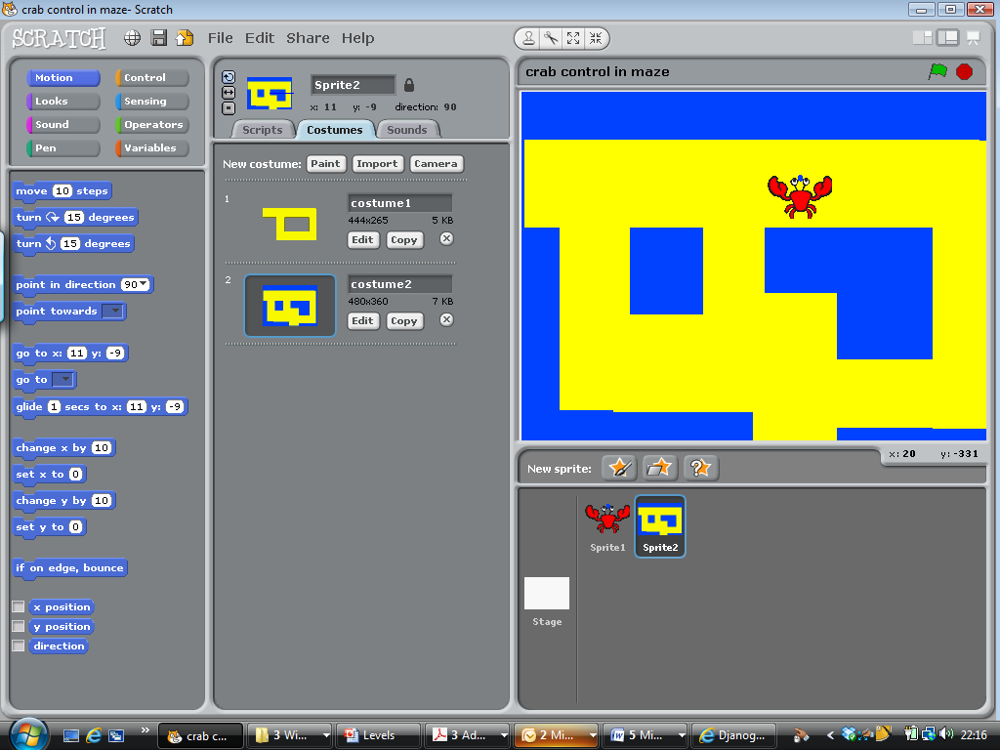 crab control in maze- Scratch
SCRATCH File Edit Share Help
Motion Control
Looks Sensing
Sound Operators
Pen Variables
move 10 steps
turn 15 degrees
turn 15 degrees
point in direction 90
point towards
go to x: 11 y: -9
go to
glide 1 secs to x: 11 y: -9
change x by 10
set x to 0
change y by 10
set y to 0
if on edge, bounce
x position
y position
direction
Sprite2
x: 11 y: -9 direction: 90
Scripts Costumes Sounds
New costume: Paint Import Camera
1
costume1
444x265 5 KB
Edit Copy
2
costume2
480x360 7 KB
Edit Copy
crab control in maze
x: 20 y: -331
New sprite:
Sprite1 Sprite2
Stage
crab c... 3 Wi... Levels 3 Ad... 2 Mi... 5 Mi... Djanog... 22:16